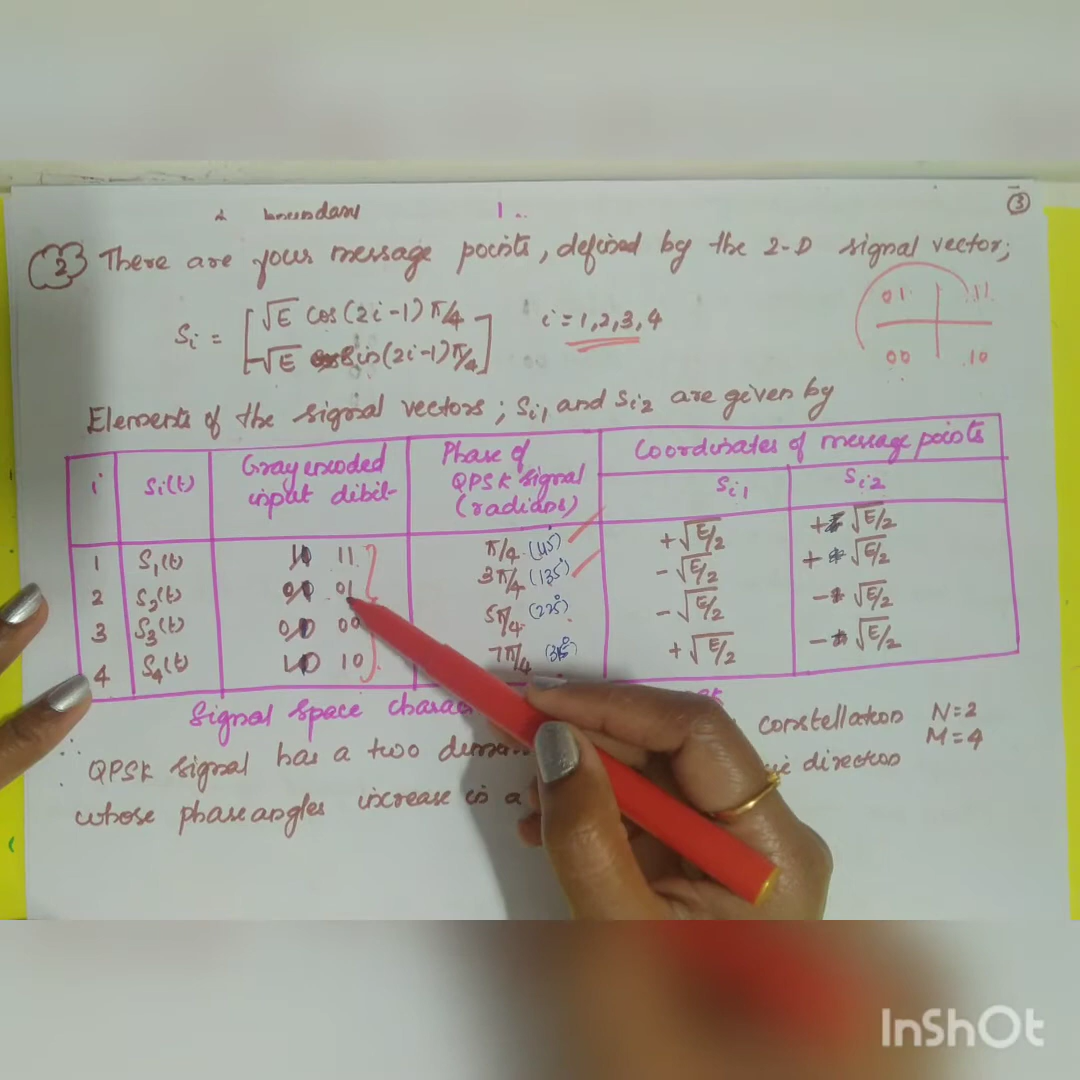 boundary
3
2 There are four message points, defined by the 2-D signal vector;
01 11
00 10
Si = [ √E cos(2i-1)π/4
-√E Sin(2i-1)π/4 ] i = 1,2,3,4
Elements of the signal vectors; Si1 and Si2 are given by
i Si(t) Gray encoded input dibit Phase of QPSK signal (radians) Coordinates of message points
Si1 Si2
1 S1(t) 11 π/4 (45°) +√E/2 +√E/2
2 S2(t) 01 3π/4 (135°) -√E/2 +√E/2
3 S3(t) 00 5π/4 (225°) -√E/2 -√E/2
4 S4(t) 10 7π/4 (315°) +√E/2 -√E/2
Signal space charac
QPSK signal has a two dimen constellation N=2
M=4
whose phase angles increase in a direction
InShOt